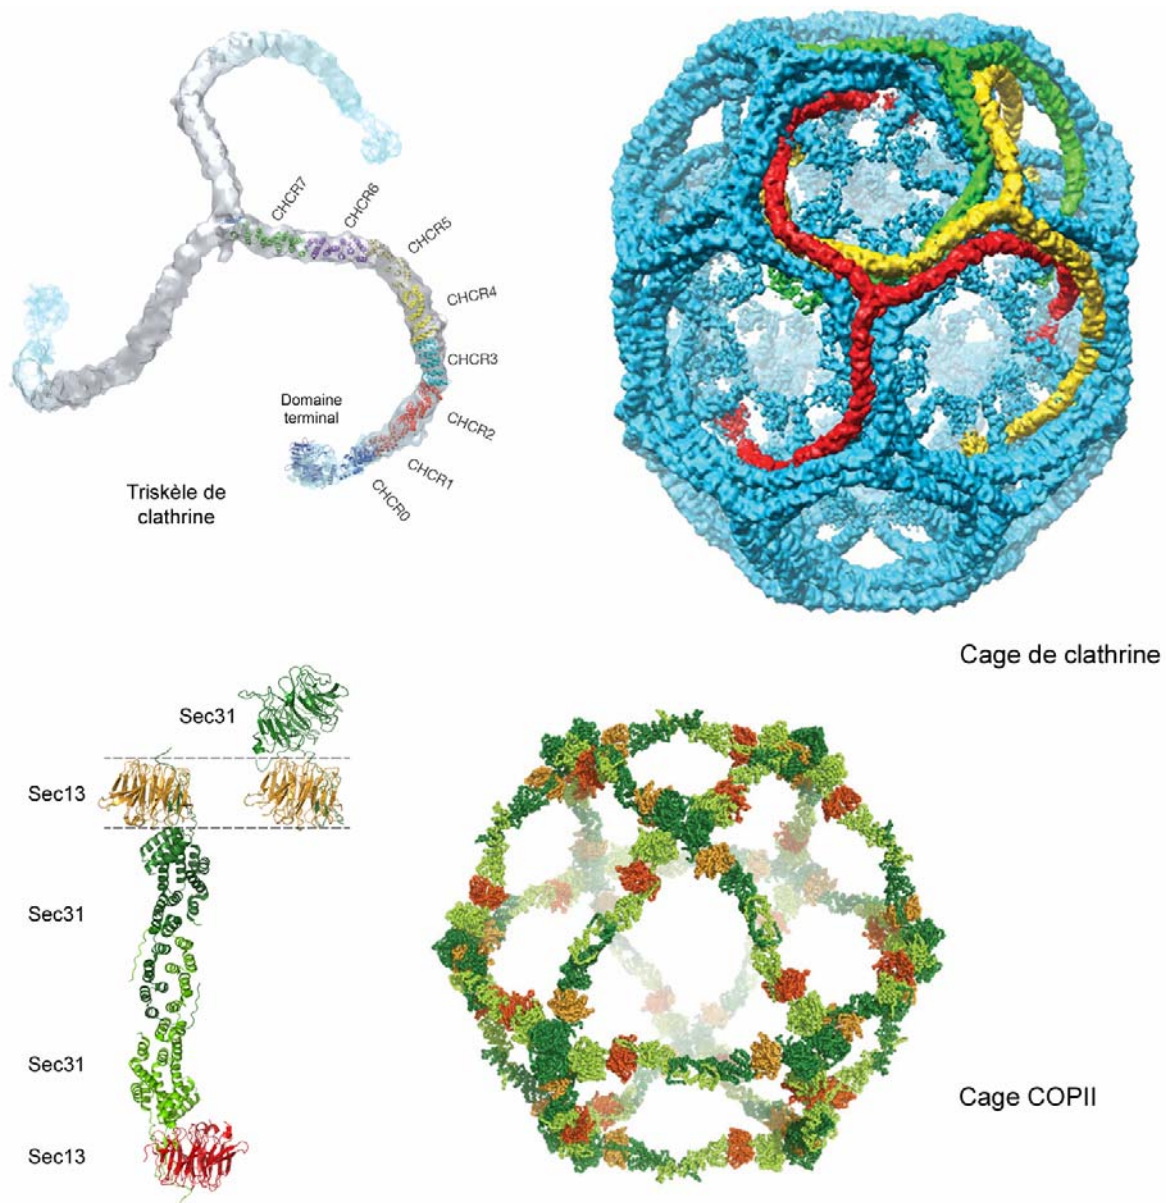 CHCR7
CHCR6
CHCR5
CHCR4
CHCR3
CHCR2
CHCR1
CHCR0
Domaine
terminal
Triskèle de
clathrine
Cage de clathrine
Sec31
Sec13
Sec31
Sec31
Sec13
Cage COPII